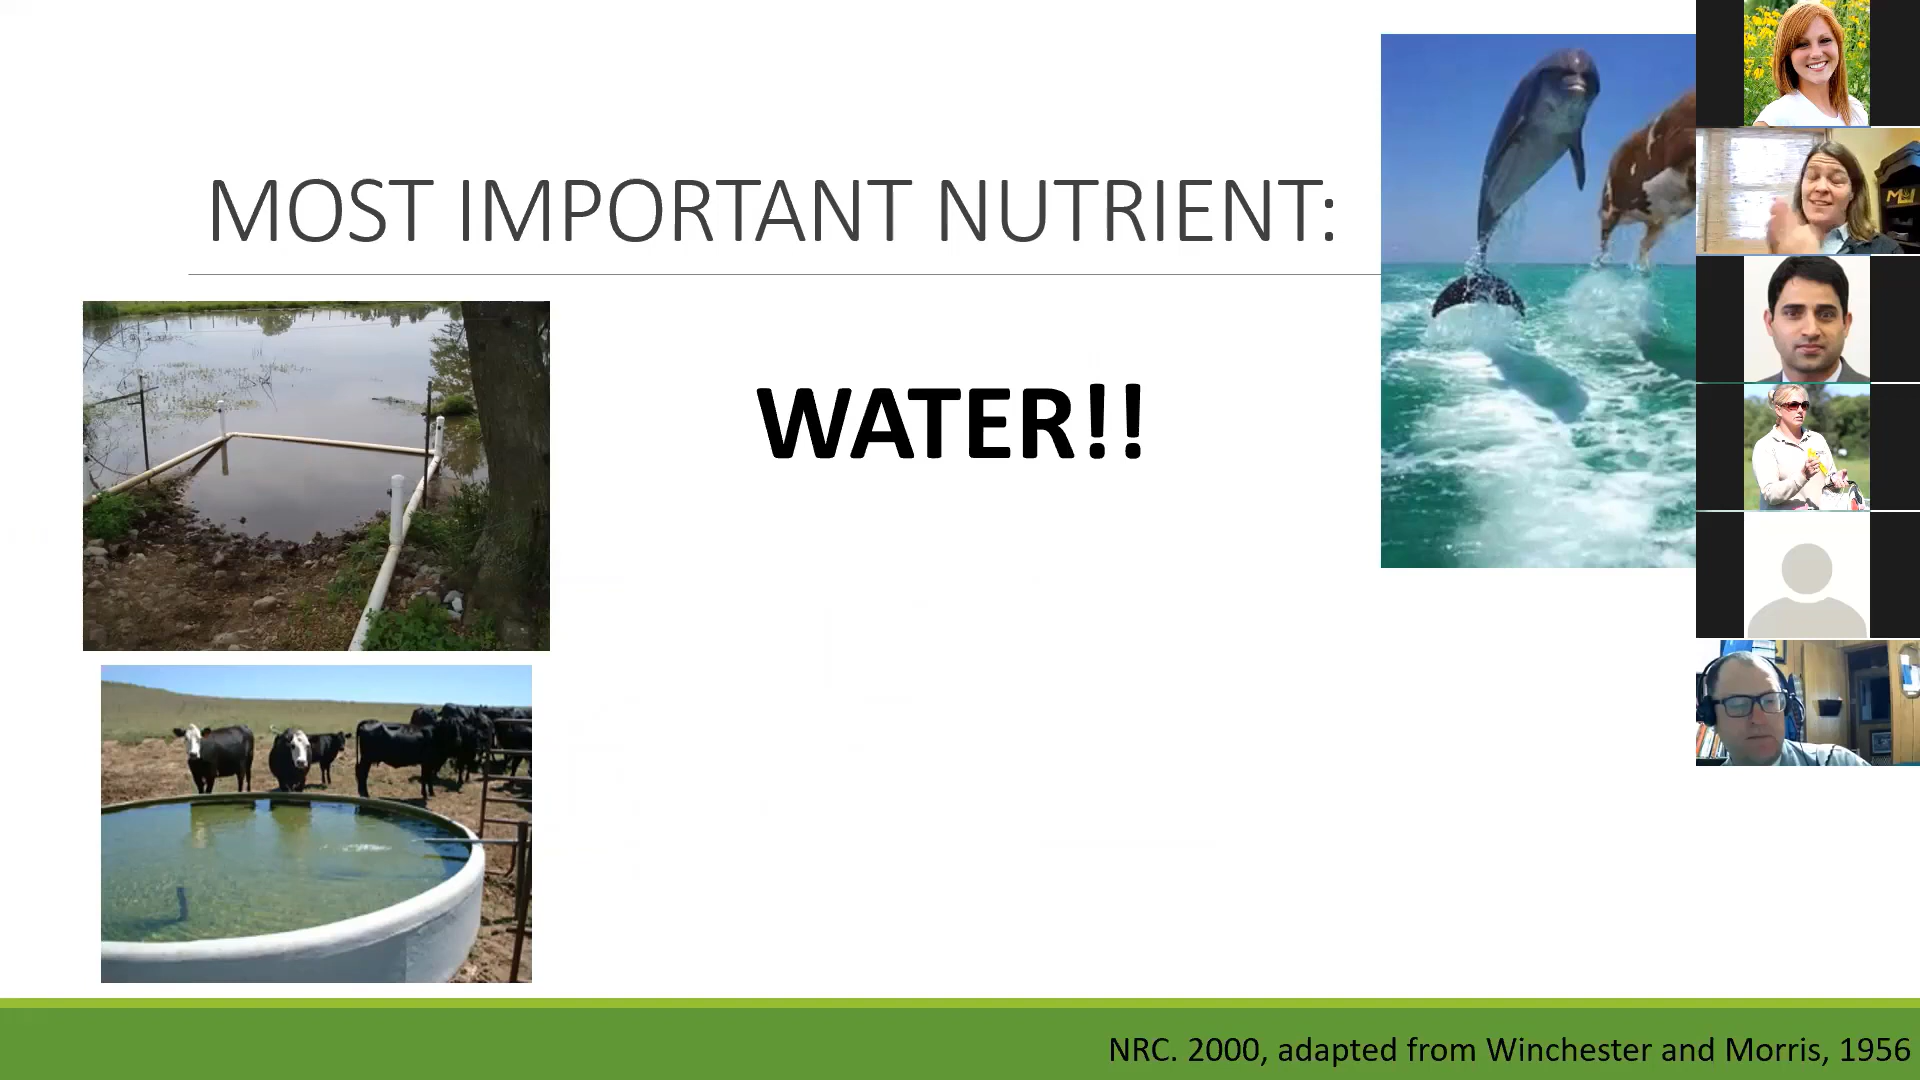 MOST IMPORTANT NUTRIENT:
WATER!!
NRC. 2000, adapted from Winchester and Morris, 1956